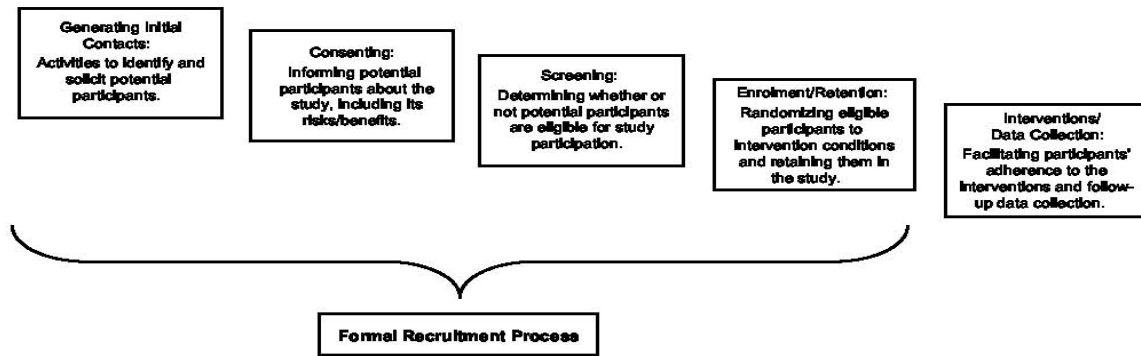 Generating Initial
Contacts:
Activities to identify and
solicit potential
participants.
Consenting:
Informing potential
participants about the
study, including its
risks/benefits.
Screening:
Determining whether or
not potential participants
are eligible for study
participation.
Enrolment/Retention:
Randomizing eligible
participants to
intervention conditions
and retaining them in
the study.
Interventions/
Data Collection:
Facilitating participants'
adherence to the
interventions and follow-
up data collection.
Formal Recruitment Process